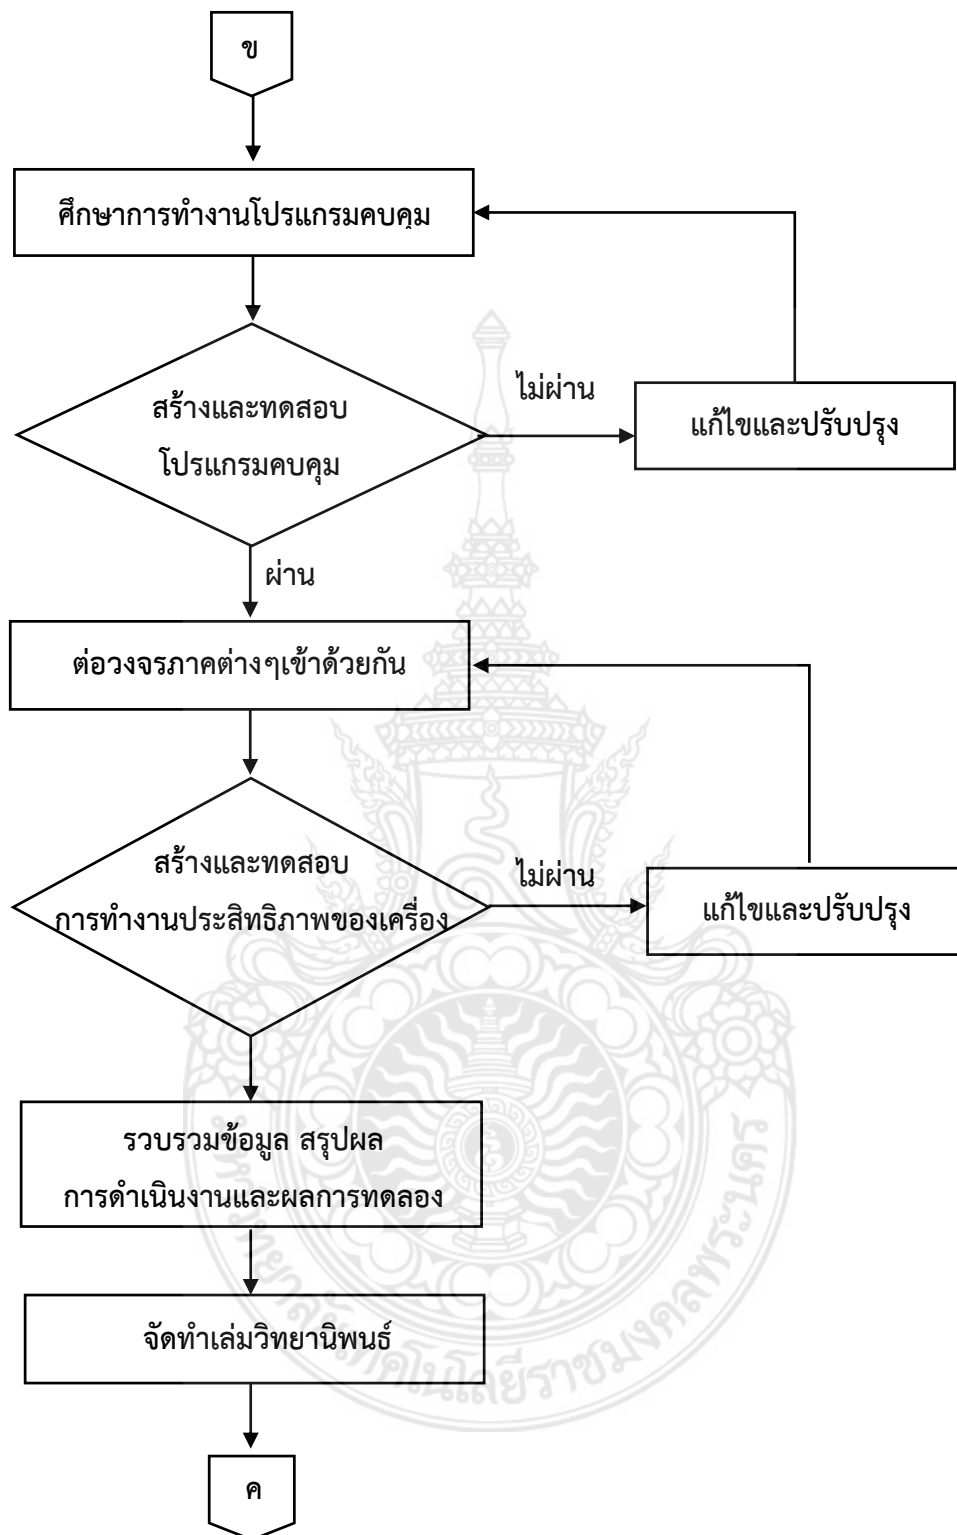 ข
ศึกษาการทำงานโปรแกรมคบคุม
สร้างและทดสอบ
โปรแกรมคบคุม
ไม่ผ่าน
แก้ไขและปรับปรุง
ผ่าน
ต่อวงจรภาคต่างๆเข้าด้วยกัน
สร้างและทดสอบ
การทำงานประสิทธิภาพของเครื่อง
ไม่ผ่าน
แก้ไขและปรับปรุง
รวบรวมข้อมูล สรุปผล
การดำเนินงานและผลการทดลอง
จัดทำเล่มวิทยานิพนธ์
ค